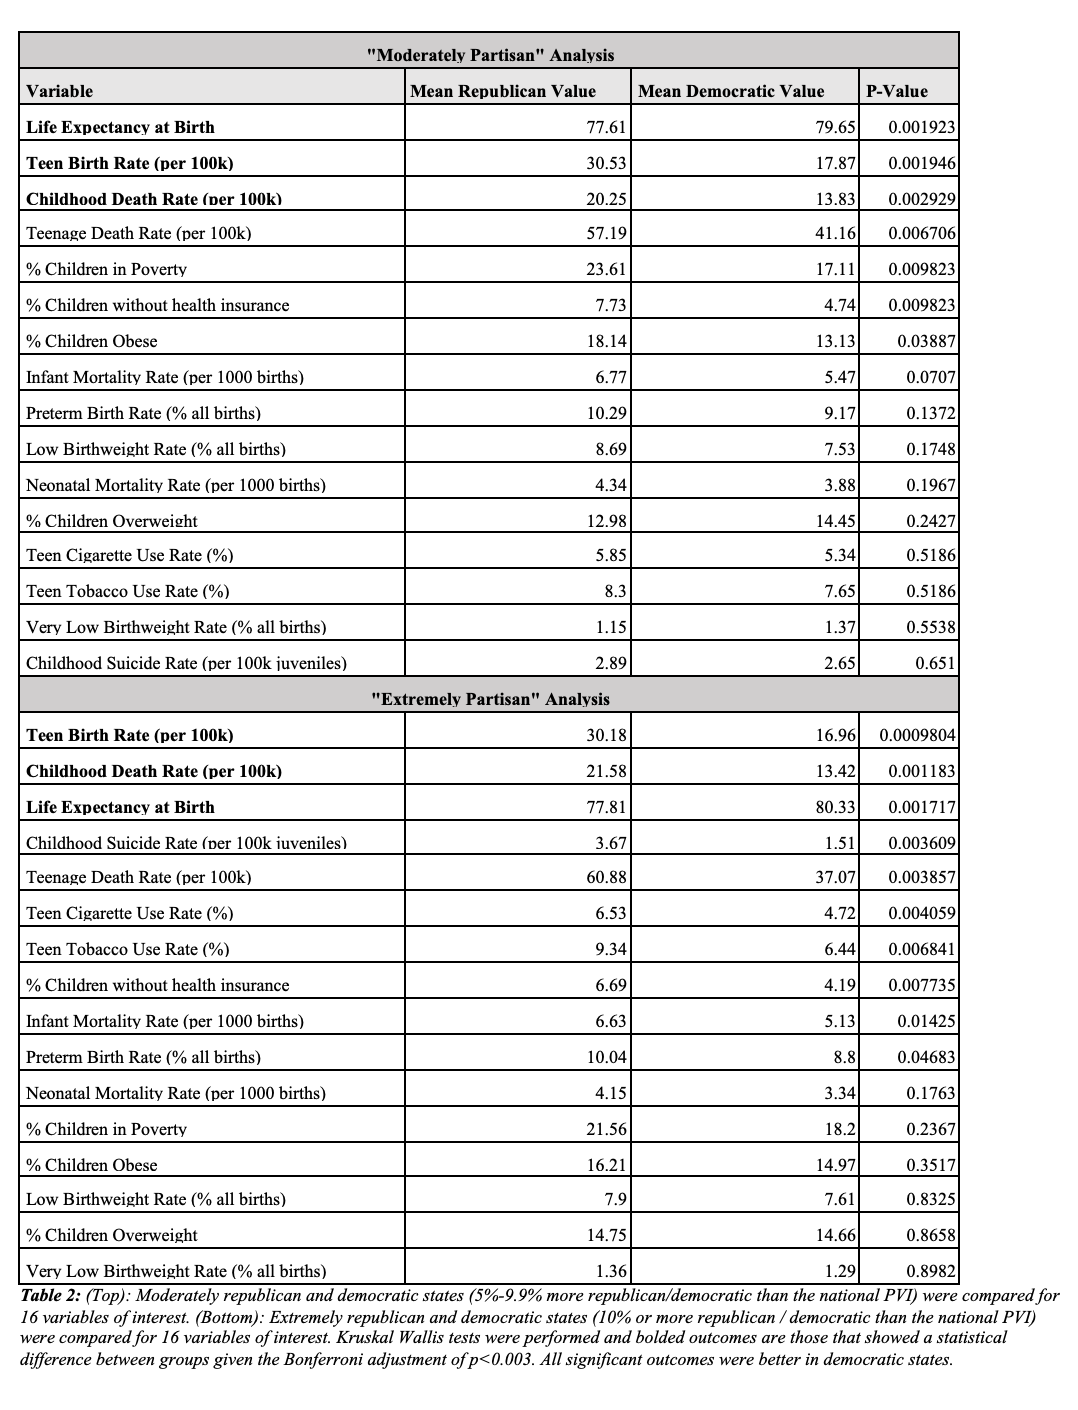 "Moderately Partisan" Analysis
Variable Mean Republican Value Mean Democratic Value P-Value
Life Expectancy at Birth 77.61 79.65 0.001923
Teen Birth Rate (per 100k) 30.53 17.87 0.001946
Childhood Death Rate (per 100k) 20.25 13.83 0.002929
Teenage Death Rate (per 100k) 57.19 41.16 0.006706
% Children in Poverty 23.61 17.11 0.009823
% Children without health insurance 7.73 4.74 0.009823
% Children Obese 18.14 13.13 0.03887
Infant Mortality Rate (per 1000 births) 6.77 5.47 0.0707
Preterm Birth Rate (% all births) 10.29 9.17 0.1372
Low Birthweight Rate (% all births) 8.69 7.53 0.1748
Neonatal Mortality Rate (per 1000 births) 4.34 3.88 0.1967
% Children Overweight 12.98 14.45 0.2427
Teen Cigarette Use Rate (%) 5.85 5.34 0.5186
Teen Tobacco Use Rate (%) 8.3 7.65 0.5186
Very Low Birthweight Rate (% all births) 1.15 1.37 0.5538
Childhood Suicide Rate (per 100k juveniles) 2.89 2.65 0.651
"Extremely Partisan" Analysis
Teen Birth Rate (per 100k) 30.18 16.96 0.0009804
Childhood Death Rate (per 100k) 21.58 13.42 0.001183
Life Expectancy at Birth 77.81 80.33 0.001717
Childhood Suicide Rate (per 100k juveniles) 3.67 1.51 0.003609
Teenage Death Rate (per 100k) 60.88 37.07 0.003857
Teen Cigarette Use Rate (%) 6.53 4.72 0.004059
Teen Tobacco Use Rate (%) 9.34 6.44 0.006841
% Children without health insurance 6.69 4.19 0.007735
Infant Mortality Rate (per 1000 births) 6.63 5.13 0.01425
Preterm Birth Rate (% all births) 10.04 8.8 0.04683
Neonatal Mortality Rate (per 1000 births) 4.15 3.34 0.1763
% Children in Poverty 21.56 18.2 0.2367
% Children Obese 16.21 14.97 0.3517
Low Birthweight Rate (% all births) 7.9 7.61 0.8325
% Children Overweight 14.75 14.66 0.8658
Very Low Birthweight Rate (% all births) 1.36 1.29 0.8982
Table 2: (Top): Moderately republican and democratic states (5%-9.9% more republican/democratic than the national PVI) were compared for
16 variables of interest. (Bottom): Extremely republican and democratic states (10% or more republican / democratic than the national PVI)
were compared for 16 variables of interest. Kruskal Wallis tests were performed and bolded outcomes are those that showed a statistical
difference between groups given the Bonferroni adjustment of p<0.003. All significant outcomes were better in democratic states.